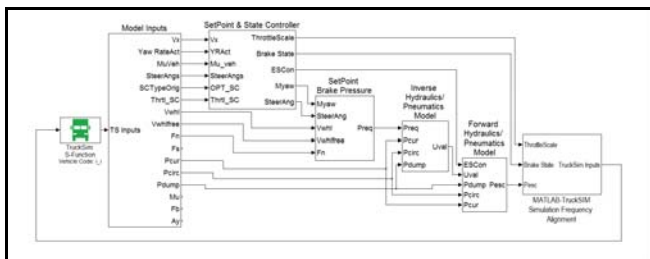 Model Inputs
SetPoint & State Controller
TruckSim
S-Function
Vehicle Code: i_i
TS Inputs
Vx
Yaw RateAct
MuVeh
SteerAngs
SCTypeOrig
Thrtl_SC
Vwhl
Vwhlfree
Fn
Fs
Pcur
Pcirc
Pdump
Mu
Fb
Ay
Vx
YRAct
Mu_veh
SteerAngs
OPT_SC
Thrtl_SC
ThrottleScale
Brake State
ESCon
Myaw
SteerAng
SetPoint
Brake Pressure
Myaw
SteerAng
Vwhl
Vwhlfree
Fn
Preq
Inverse
Hydraulics/
Pneumatics
Model
Preq
Pcur
Pcirc
Pdump
Uval
Forward
Hydraulics/
Pneumatics
Model
ESCon
Uval
Pdump
Pcirc
Pcur
Pesc
ThrottleScale
Brake State
TruckSim Inputs
Pesc
MATLAB-TruckSIM
Simulation Frequency
Alignment